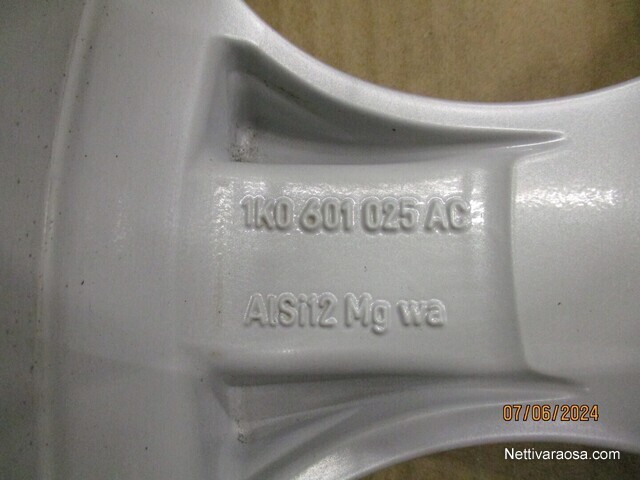 1K0 601 025 AC
AlSi12 Mg wa
07/06/2024
Nettivaraosa.com